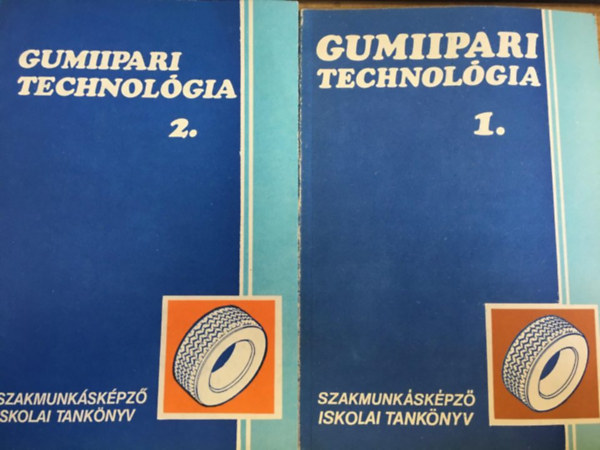 GUMIIPARI
TECHNOLÓGIA
2.
SZAKMUNKÁSKÉPZŐ
ISKOLAI TANKÖNYV
GUMIIPARI
TECHNOLÓGIA
1.
SZAKMUNKÁSKÉPZŐ
ISKOLAI TANKÖNYV